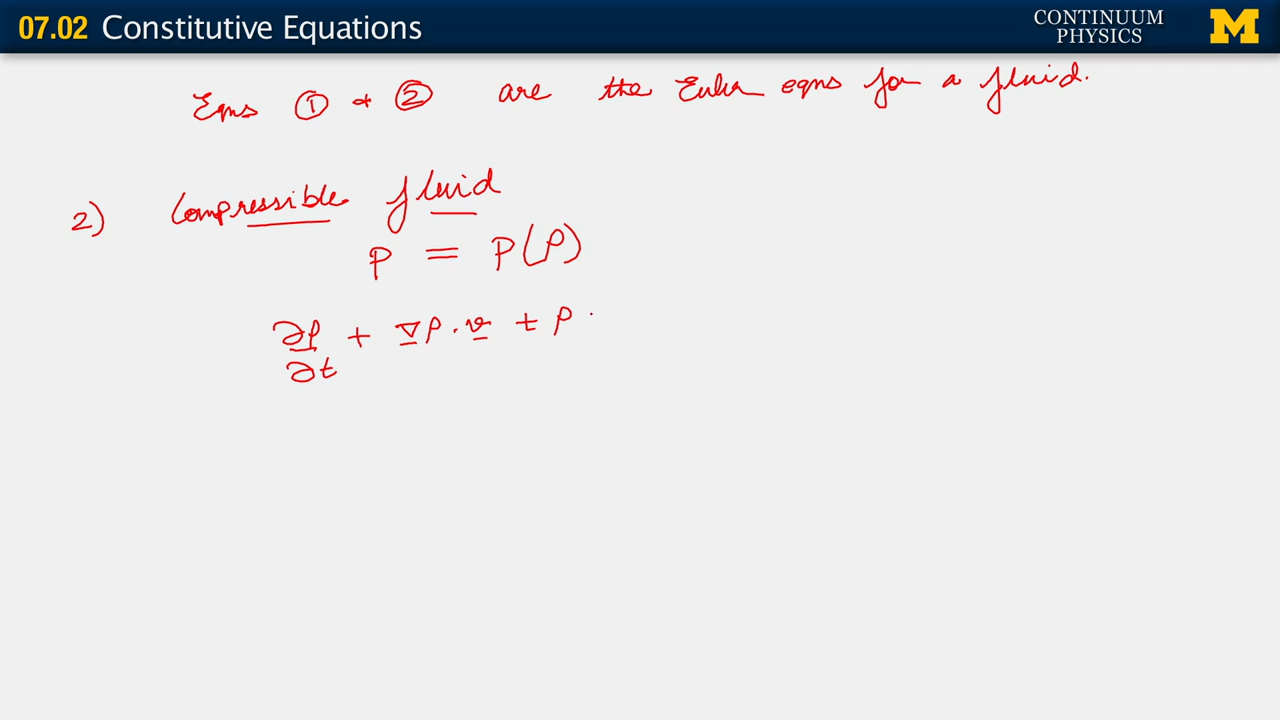 07.02 Constitutive Equations
CONTINUUM
PHYSICS
M
Eqns ① & ② are the Euler eqns for a fluid.
2) Compressible fluid
p = p(ρ)
∂ρ/∂t + ∇ρ · v + ρ ·